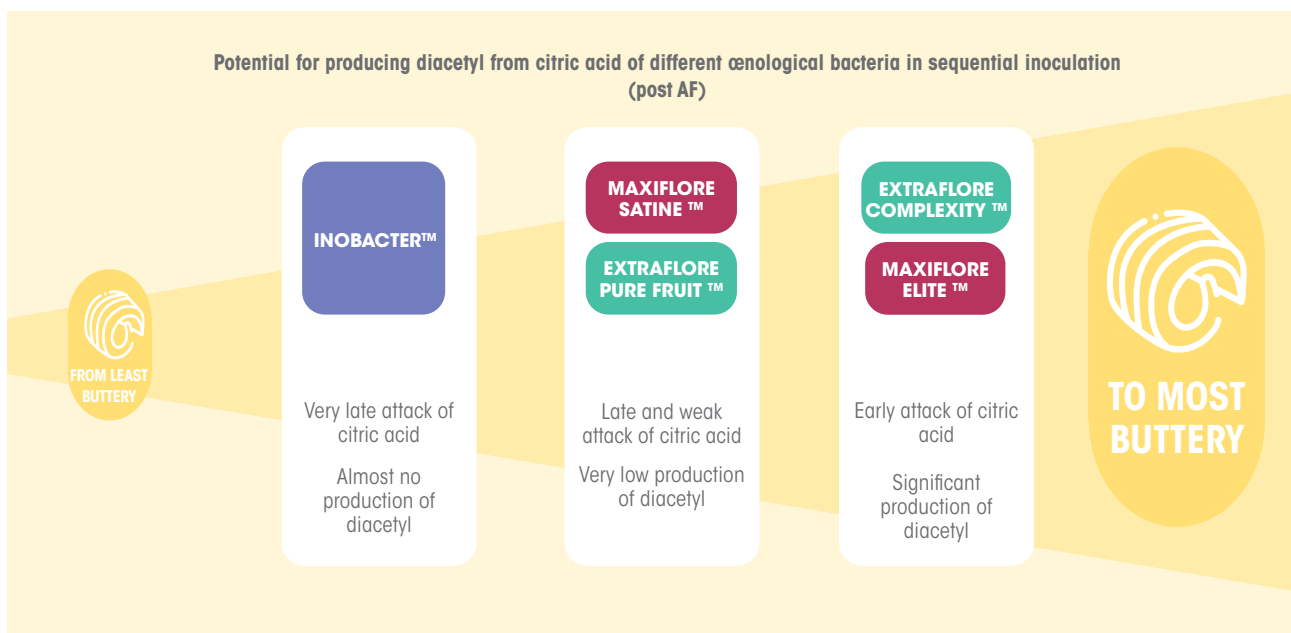 Potential for producing diacetyl from citric acid of different œnological bacteria in sequential inoculation
(post AF)
FROM LEAST
BUTTERY
INOBACTER™
Very late attack of
citric acid
Almost no
production of
diacetyl
MAXIFLORE
SATINE ™
EXTRAFLORE
PURE FRUIT ™
Late and weak
attack of citric acid
Very low production
of diacetyl
EXTRAFLORE
COMPLEXITY ™
MAXIFLORE
ELITE ™
Early attack of citric
acid
Significant
production of
diacetyl
TO MOST
BUTTERY